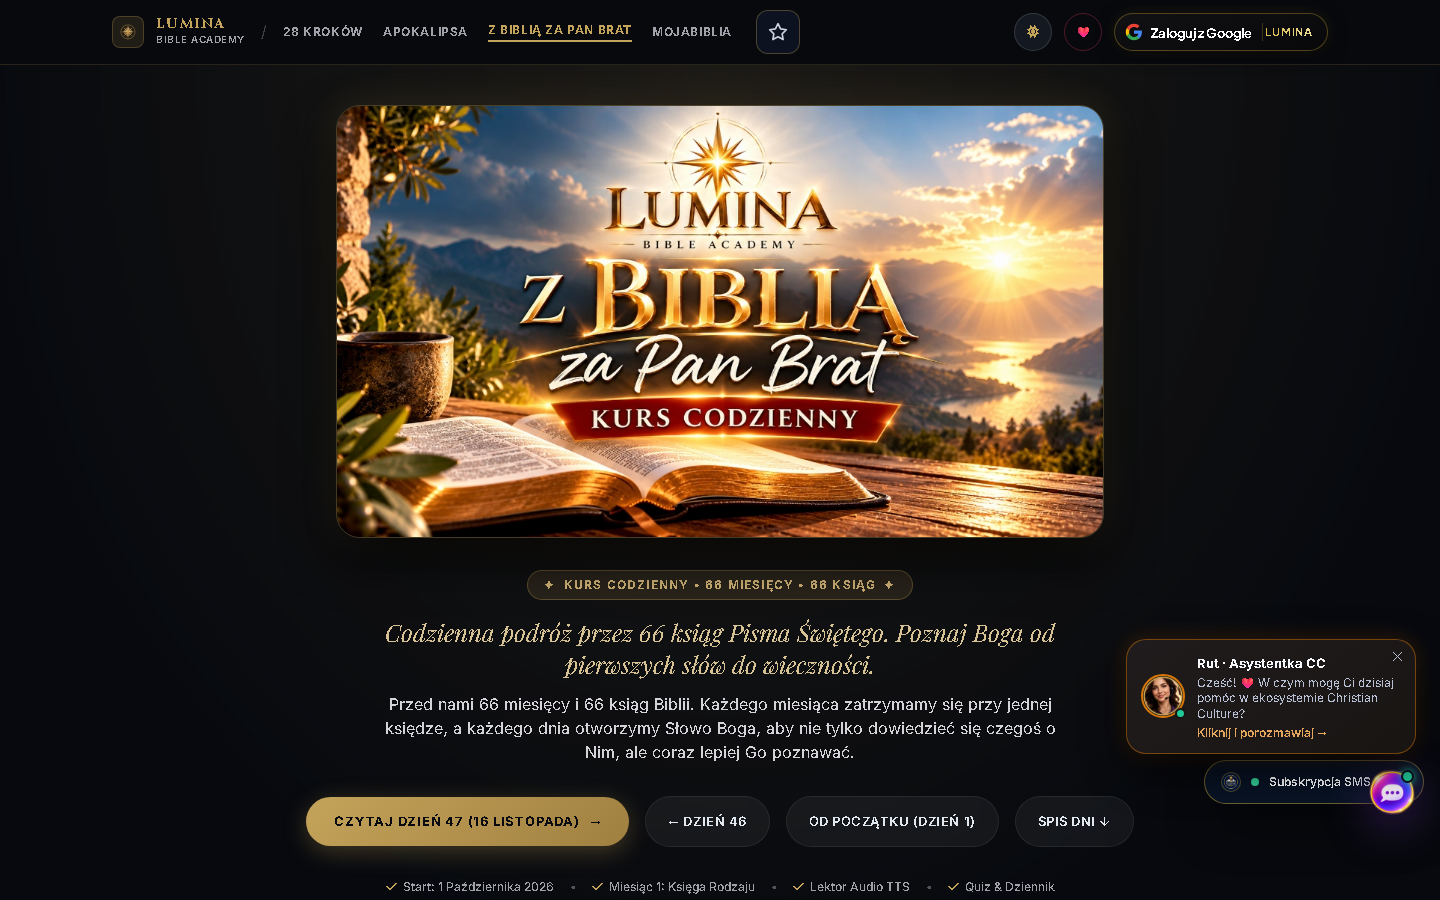 LUMINA
BIBLE ACADEMY
/
28 KROKÓW
APOKALIPSA
Z BIBLIĄ ZA PAN BRAT
MOJABIBLIA
Zaloguj z Google
LUMINA
LUMINA
BIBLE ACADEMY
Z BIBLIĄ
za Pan Brat
KURS CODZIENNY
✦ KURS CODZIENNY • 66 MIESIĘCY • 66 KSIĄG ✦
Codzienna podróż przez 66 ksiąg Pisma Świętego. Poznaj Boga od
pierwszych słów do wieczności.
Przed nami 66 miesięcy i 66 ksiąg Biblii. Każdego miesiąca zatrzymamy się przy jednej
księdze, a każdego dnia otworzymy Słowo Boga, aby nie tylko dowiedzieć się czegoś o
Nim, ale coraz lepiej Go poznawać.
CZYTAJ DZIEŃ 47 (16 LISTOPADA) →
← DZIEŃ 46
OD POCZĄTKU (DZIEŃ 1)
SPIS DNI ↓
✓ Start: 1 Października 2026 • ✓ Miesiąc 1: Księga Rodzaju • ✓ Lektor Audio TTS • ✓ Quiz & Dziennik
Rut · Asystentka CC
Cześć! ❤️ W czym mogę Ci dzisiaj
pomóc w ekosystemie Christian
Culture?
Kliknij i porozmawiaj →
Subskrypcja SMS